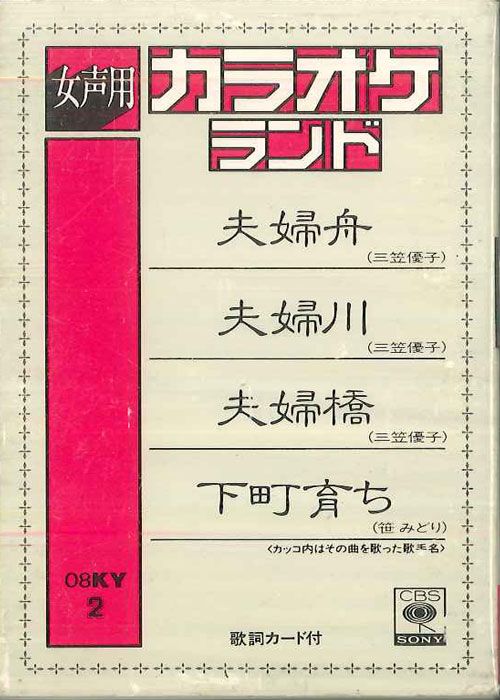 女声用
カラオケ
ランド
夫婦舟
(三笠優子)
夫婦川
(三笠優子)
夫婦橋
(三笠優子)
下町育ち
(笹 みどり)
〈カッコ内はその曲を歌った歌手名〉
08KY
2
歌詞カード付
CBS
SONY